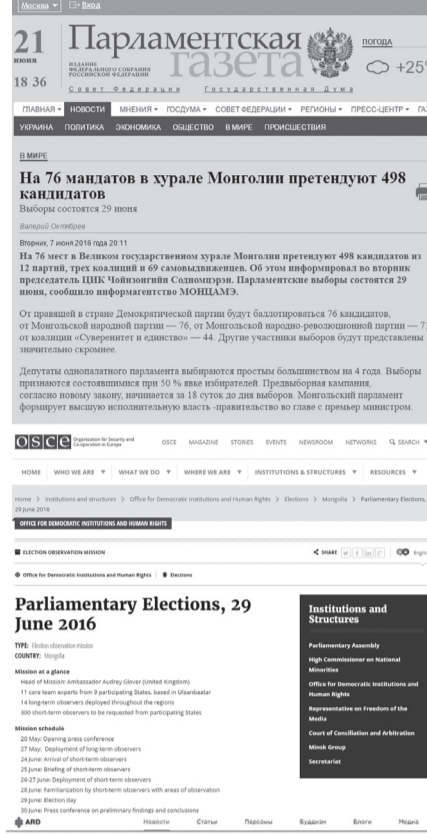 Москва Вход
21
июня
18 36
Парламентская
газета
ИЗДАНИЕ
ФЕДЕРАЛЬНОГО СОБРАНИЯ
РОССИЙСКОЙ ФЕДЕРАЦИИ
Совет Федерации Государственная Дума
ПОГОДА
+25°
ГЛАВНАЯ НОВОСТИ МНЕНИЯ ГОСДУМА СОВЕТ ФЕДЕРАЦИИ РЕГИОНЫ ПРЕСС-ЦЕНТР ГА
УКРАИНА ПОЛИТИКА ЭКОНОМИКА ОБЩЕСТВО В МИРЕ ПРОИСШЕСТВИЯ
В МИРЕ
На 76 мандатов в хурале Монголии претендуют 498
кандидатов
Выборы состоятся 29 июня
Валерий Октябрев
Вторник, 7 июня 2016 года 20:11
На 76 мест в Великом государственном хурале Монголии претендуют 498 кандидатов из
12 партий, трех коалиций и 69 самовыдвиженцев. Об этом информировал во вторник
председатель ЦИК Чойнзонгийн Содномцэрэн. Парламентские выборы состоятся 29
июня, сообщило информагентство МОНЦАМЭ.
От правящей в стране Демократической партии будут баллотироваться 76 кандидатов,
от Монгольской народной партии — 76, от Монгольской народно-революционной партии — 7
от коалиции «Суверенитет и единство» — 44. Другие участники выборов будут представлены
значительно скромнее.
Депутаты однопалатного парламента выбираются простым большинством на 4 года. Выборы
признаются состоявшимися при 50 % явке избирателей. Предвыборная кампания,
согласно новому закону, начинается за 18 суток до дня выборов. Монгольский парламент
формирует высшую исполнительную власть -правительство во главе с премьер министром
OSCE Organization for Security and
Co-operation in Europe
OSCE MAGAZINE STORIES EVENTS NEWSROOM NETWORKS SEARCH
HOME WHO WE ARE WHAT WE DO WHERE WE ARE INSTITUTIONS & STRUCTURES RESOURCES
Home > Institutions and structures > Office for Democratic Institutions and Human Rights > Elections > Mongolia > Parliamentary Elections,
29 June 2016
OFFICE FOR DEMOCRATIC INSTITUTIONS AND HUMAN RIGHTS
ELECTION OBSERVATION MISSION SHARE Engli
Office for Democratic Institutions and Human Rights Elections
Parliamentary Elections, 29
June 2016
TYPE: Election observation mission
COUNTRY: Mongolia
Mission at a glance
Head of Mission: Ambassador Audrey Glover (United Kingdom)
11 core team experts from 9 participating States, based in Ulaanbaatar
14 long-term observers deployed throughout the regions
300 short-term observers to be requested from participating States
Mission schedule
20 May: Opening press conference
27 May: Deployment of long-term observers
24 June: Arrival of short-term observers
25 June: Briefing of short-term observers
26-27 June: Deployment of short-term observers
28 June: Familiarization by short-term observers with areas of observation
29 June: Election day
30 June: Press conference on preliminary findings and conclusions
Institutions and
Structures
Parliamentary Assembly
High Commissioner on National
Minorities
Office for Democratic Institutions and
Human Rights
Representative on Freedom of the
Media
Court of Conciliation and Arbitration
Minsk Group
Secretariat
ARD Новости Статьи Персоны Буддизм Блоги Медиа